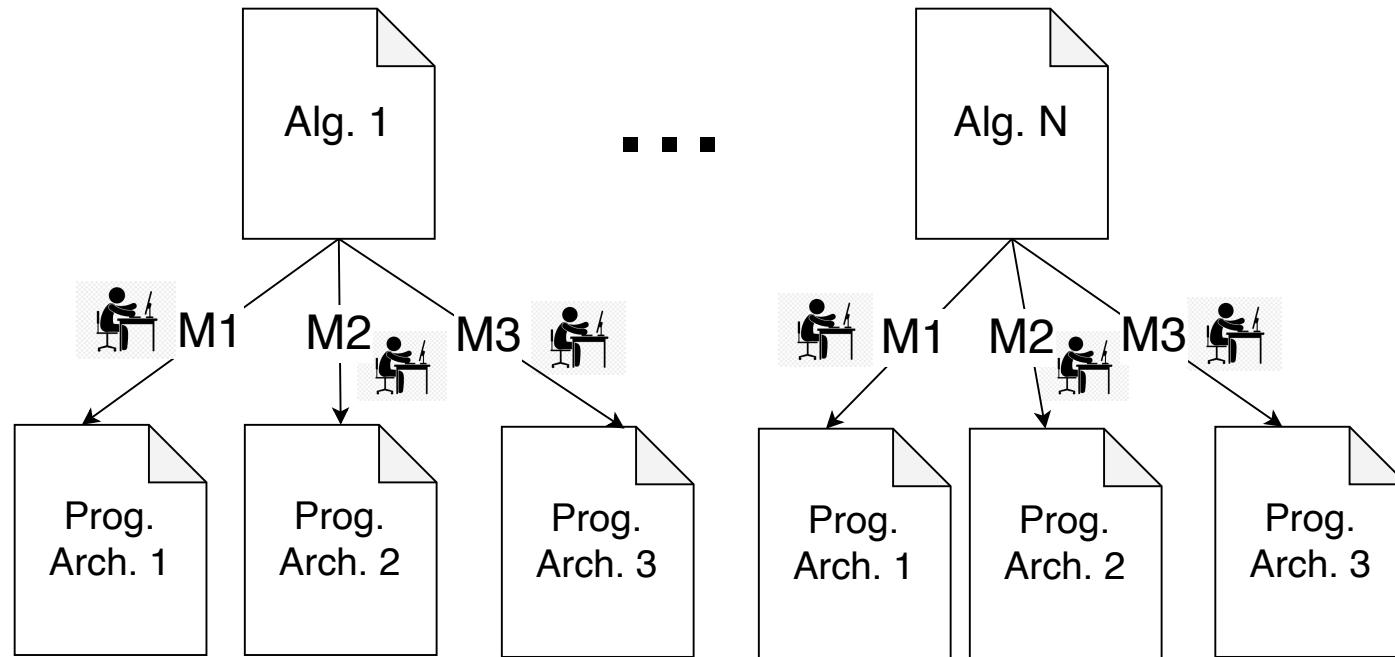 Alg. 1
...
Alg. N
M1
M2
M3
M1
M2
M3
Prog.
Arch. 1
Prog.
Arch. 2
Prog.
Arch. 3
Prog.
Arch. 1
Prog.
Arch. 2
Prog.
Arch. 3